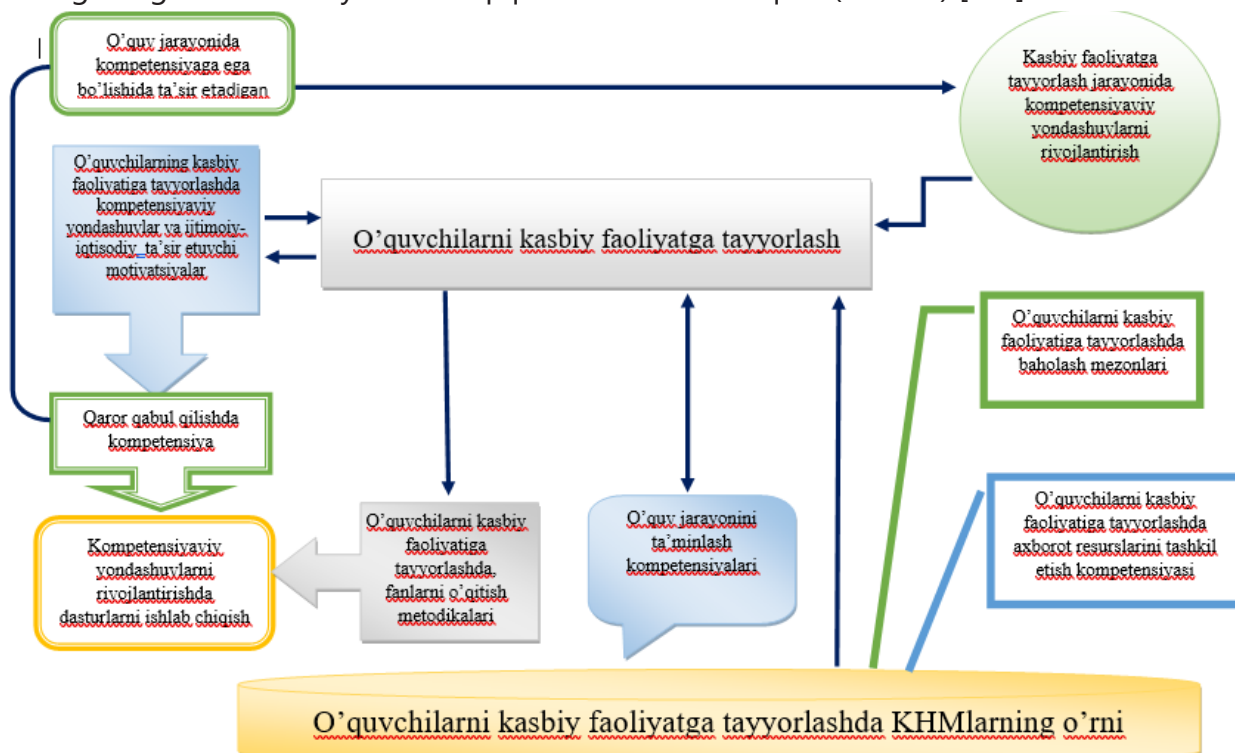 O’quv jarayonida
kompetensiyaga ega
bo’lishida ta’sir etadigan
Kasbiy faoliyatga
tayyorlash jarayonida
kompetensiyaviy
yondashuvlarni
rivojlantirish
O’quvchilarning kasbiy
faoliyatiga tayyorlashda
kompetensiyaviy
yondashuvlar va ijtimoiy-
iqtisodiy ta’sir etuvchi
motivatsiyalar
O’quvchilarni kasbiy faoliyatga tayyorlash
O’quvchilarni kasbiy
faoliyatiga tayyorlashda
baholash mezonlari
Qaror qabul qilishda
kompetensiya
O’quvchilarni kasbiy
faoliyatiga tayyorlashda
axborot resurslarini tashkil
etish kompetensiyasi
Kompetensiyaviy
yondashuvlarni
rivojlantirishda
dasturlarni ishlab chiqish
O’quvchilarni kasbiy
faoliyatiga
tayyorlashda,
fanlarni o’qitish
metodikalari
O’quv jarayonini
ta’minlash
kompetensiyalari
O’quvchilarni kasbiy faoliyatga tayyorlashda KHMlarning o’rni